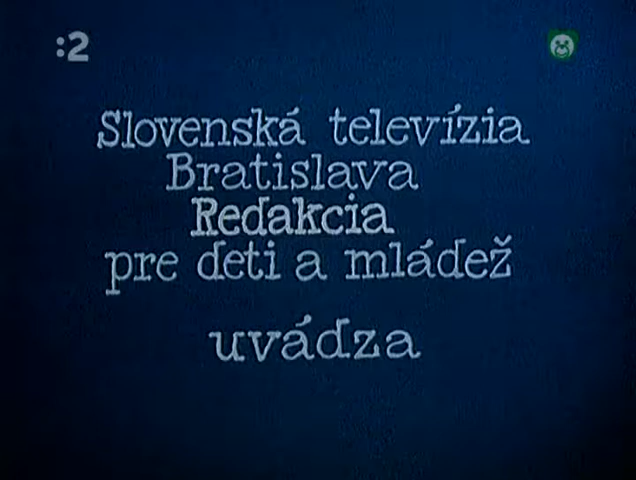 :2
Slovenská televízia
Bratislava
Redakcia
pre deti a mládež
uvádza